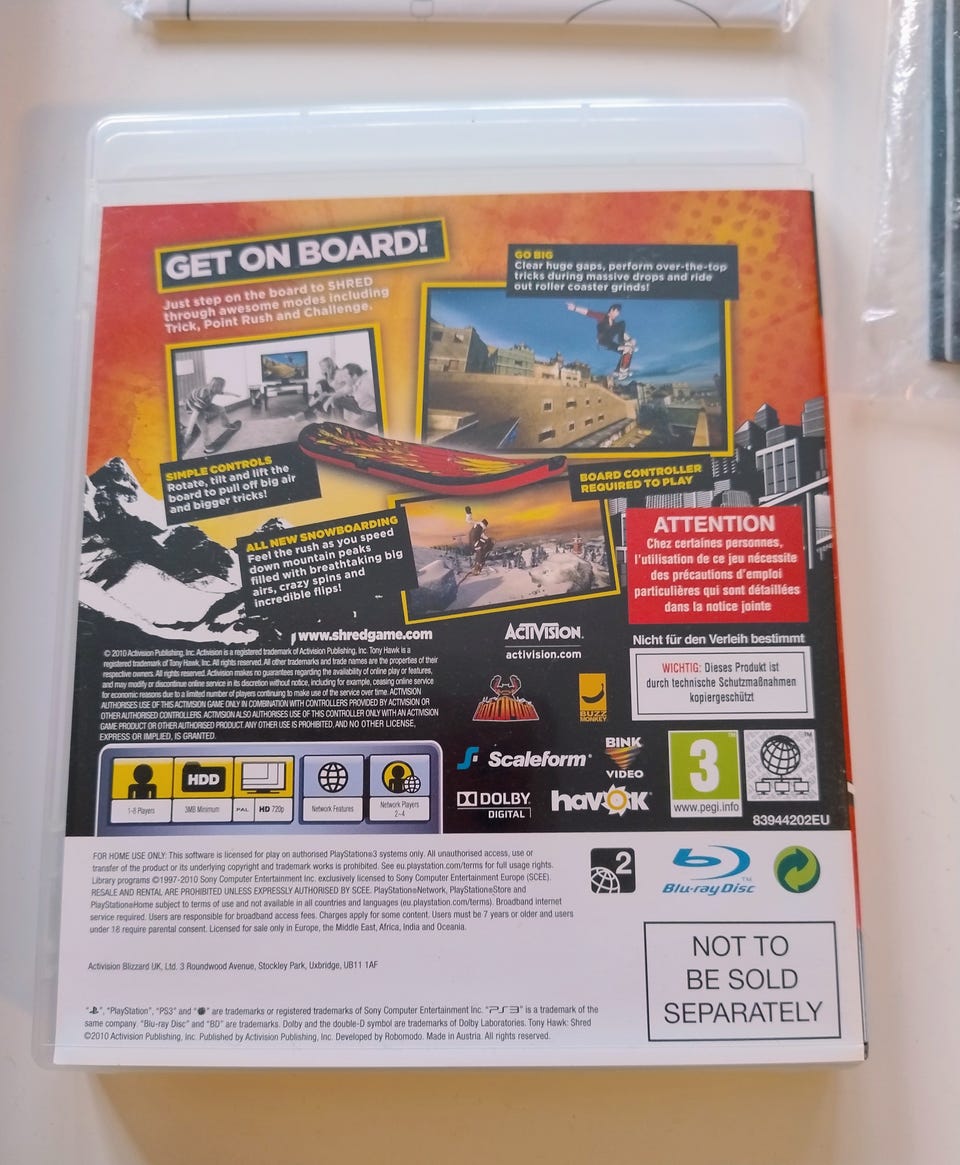 GET ON BOARD!
Just step on the board to SHRED
through awesome modes including
Trick, Point Rush and Challenge.
GO BIG
Clear huge gaps, perform over-the-top
tricks during massive drops and ride
out roller coaster grinds!
SIMPLE CONTROLS
Rotate, tilt and lift the
board to pull off big air
and bigger tricks!
BOARD CONTROLLER
REQUIRED TO PLAY
ALL NEW SNOWBOARDING
Feel the rush as you speed
down mountain peaks
filled with breathtaking big
airs, crazy spins and
incredible flips!
ATTENTION
Chez certaines personnes,
l'utilisation de ce jeu nécessite
des précautions d'emploi
particulières qui sont détaillées
dans la notice jointe
www.shredgame.com
© 2010 Activision Publishing, Inc. Activision is a registered trademark of Activision Publishing, Inc. Tony Hawk is a
registered trademark of Tony Hawk, Inc. All rights reserved. All other trademarks and trade names are the properties of their
respective owners. All rights reserved. Activision makes no guarantees regarding the availability of online play or features,
and may modify or discontinue online service in its discretion without notice, including for example, ceasing online service
for economic reasons due to a limited number of players continuing to make use of the service over time. ACTIVISION
AUTHORISES USE OF THIS ACTIVISION GAME ONLY IN COMBINATION WITH CONTROLLERS PROVIDED BY ACTIVISION OR
OTHER AUTHORISED CONTROLLERS. ACTIVISION ALSO AUTHORISES USE OF THIS CONTROLLER ONLY WITH AN ACTIVISION
GAME PRODUCT OR OTHER AUTHORISED PRODUCT. ANY OTHER USE IS PROHIBITED, AND NO OTHER LICENSE,
EXPRESS OR IMPLIED, IS GRANTED.
ACTIVISION
activision.com
Nicht für den Verleih bestimmt
WICHTIG: Dieses Produkt ist
durch technische Schutzmaßnahmen
kopiergeschützt
BUZZ
MONKEY
Scaleform
BINK
VIDEO
DOLBY
DIGITAL
havok
3
www.pegi.info
83944202EU
HDD
1-8 Players
3MB Minimum
PAL
HD 720p
Network Features
Network Players
2-4
FOR HOME USE ONLY: This software is licensed for play on authorised PlayStation®3 systems only. All unauthorised access, use or
transfer of the product or its underlying copyright and trademark works is prohibited. See eu.playstation.com/terms for full usage rights.
Library programs ©1997-2010 Sony Computer Entertainment Inc. exclusively licensed to Sony Computer Entertainment Europe (SCEE).
RESALE AND RENTAL ARE PROHIBITED UNLESS EXPRESSLY AUTHORISED BY SCEE. PlayStation®Network, PlayStation®Store and
PlayStation®Home subject to terms of use and not available in all countries and languages (eu.playstation.com/terms). Broadband internet
service required. Users are responsible for broadband access fees. Charges apply for some content. Users must be 7 years or older and users
under 18 require parental consent. Licensed for sale only in Europe, the Middle East, Africa, India and Oceania.
2
Blu-ray Disc
Activision Blizzard UK, Ltd. 3 Roundwood Avenue, Stockley Park, Uxbridge, UB11 1AF
NOT TO
BE SOLD
SEPARATELY
"", "PlayStation", "PS3" and "" are trademarks or registered trademarks of Sony Computer Entertainment Inc. "PS3" is a trademark of the
same company. "Blu-ray Disc" and "BD" are trademarks. Dolby and the double-D symbol are trademarks of Dolby Laboratories. Tony Hawk: Shred
©2010 Activision Publishing, Inc. Published by Activision Publishing, Inc. Developed by Robomodo. Made in Austria. All rights reserved.